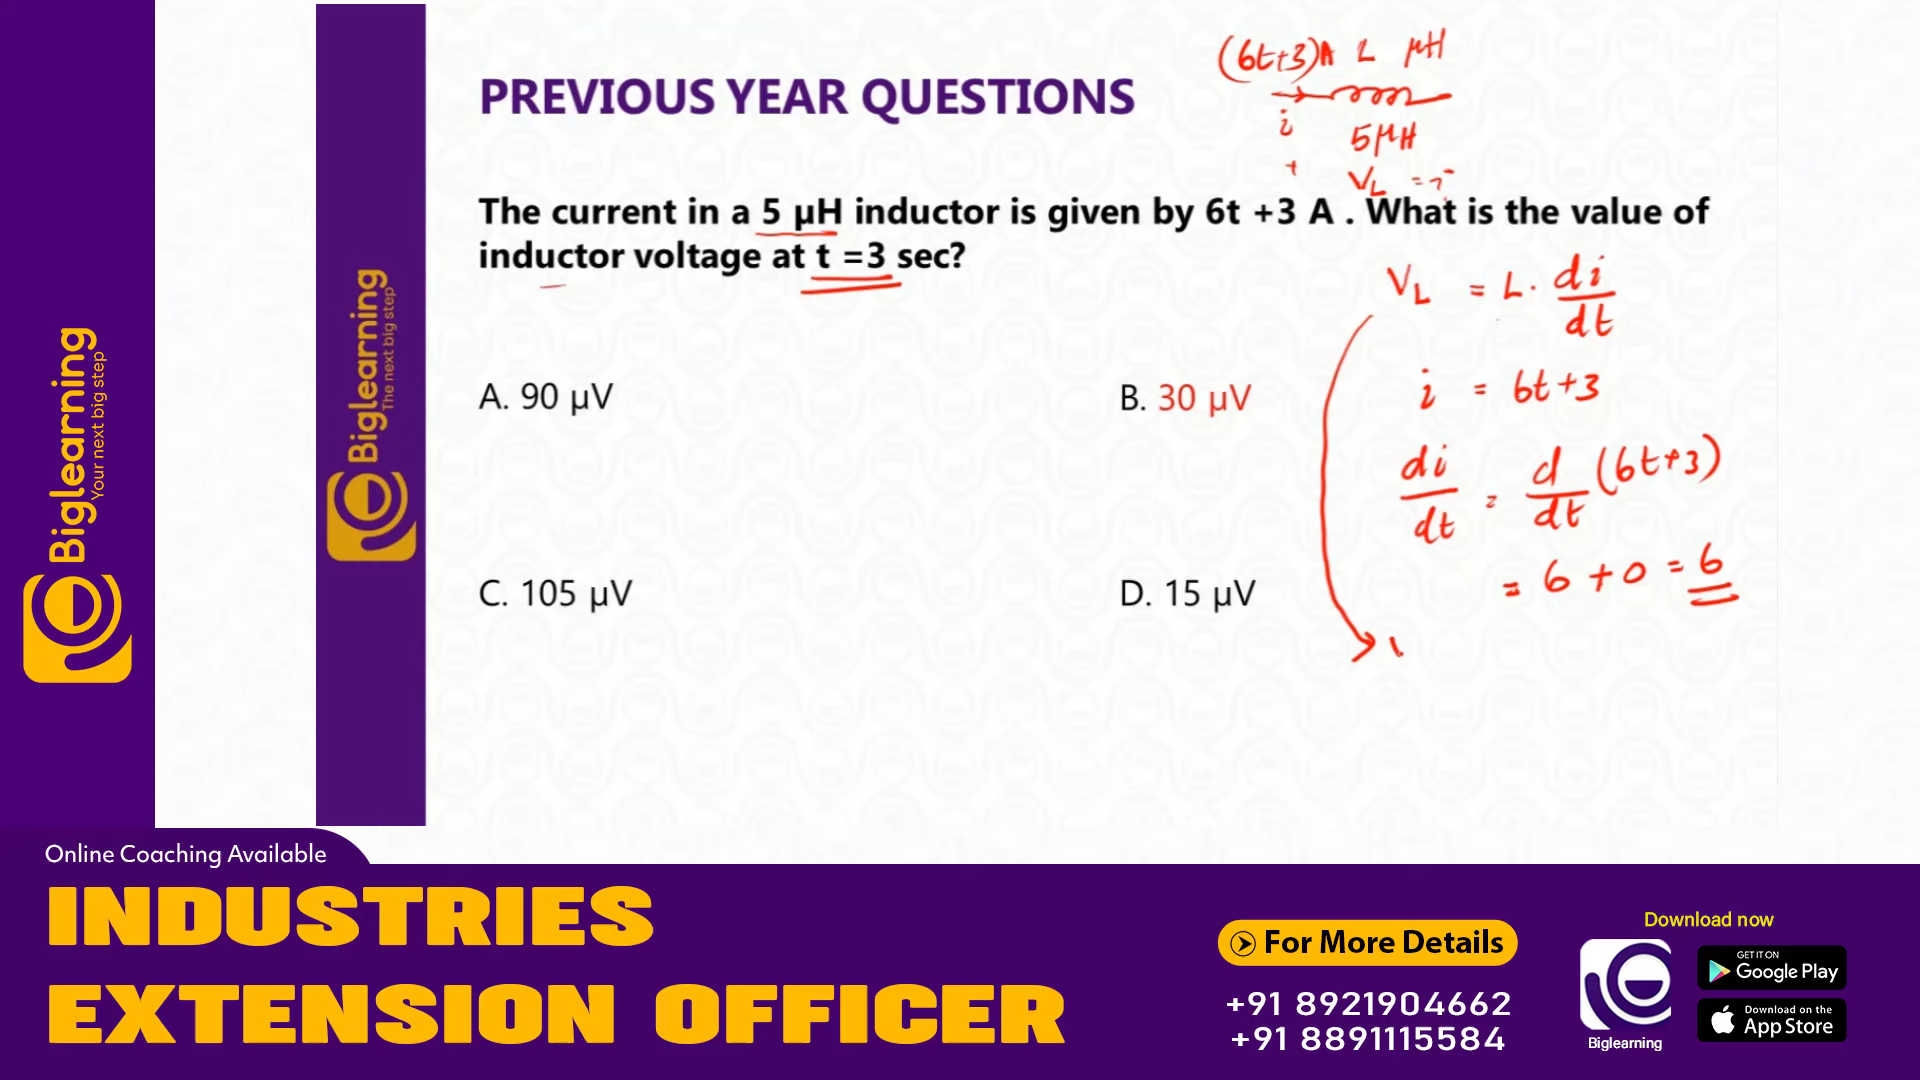 Biglearning
Your next big step
Biglearning
The next big step
PREVIOUS YEAR QUESTIONS
(6t+3)A L μH
i 5μH
+ VL = ? -
The current in a 5 μH inductor is given by 6t +3 A . What is the value of
inductor voltage at t =3 sec?
VL = L. di/dt
i = 6t+3
A. 90 μV
B. 30 μV
di/dt = d/dt (6t+3)
= 6 + 0 = 6
C. 105 μV
D. 15 μV
Online Coaching Available
INDUSTRIES
EXTENSION OFFICER
For More Details
+91 8921904662
+91 8891115584
Download now
GET IT ON
Google Play
Download on the
App Store
Biglearning